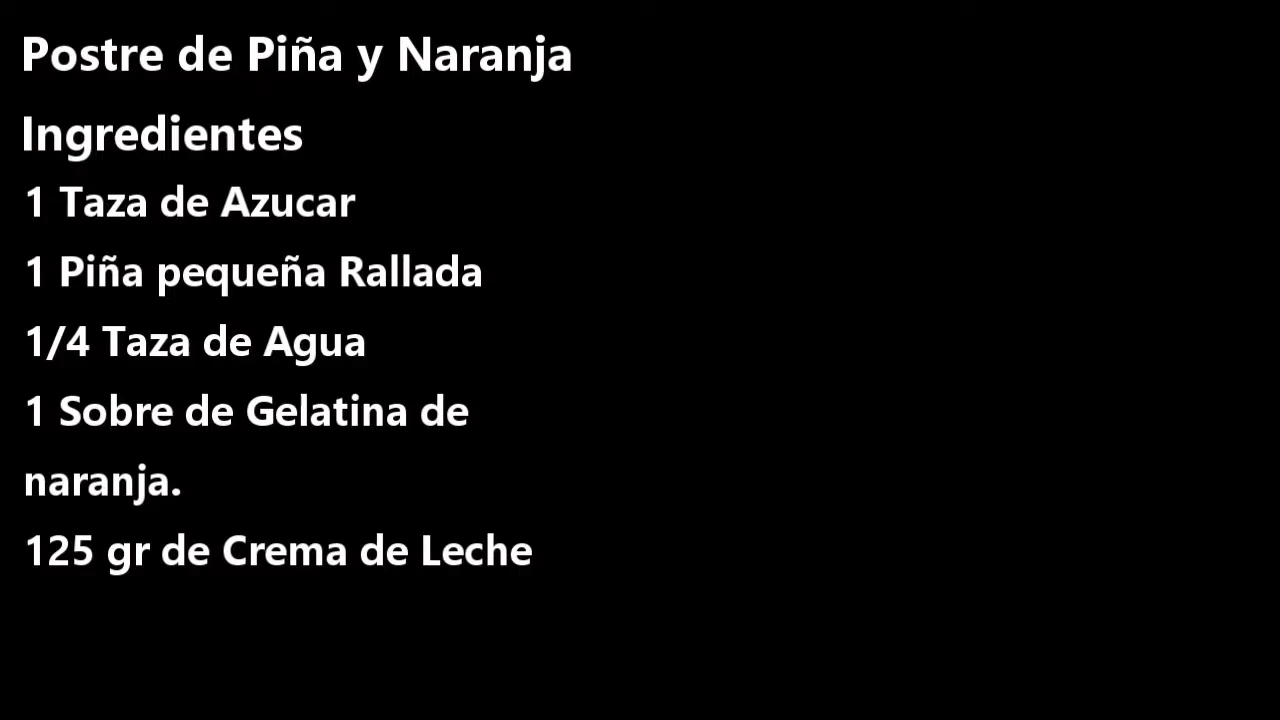 Postre de Piña y Naranja
Ingredientes
1 Taza de Azucar
1 Piña pequeña Rallada
1/4 Taza de Agua
1 Sobre de Gelatina de
naranja.
125 gr de Crema de Leche